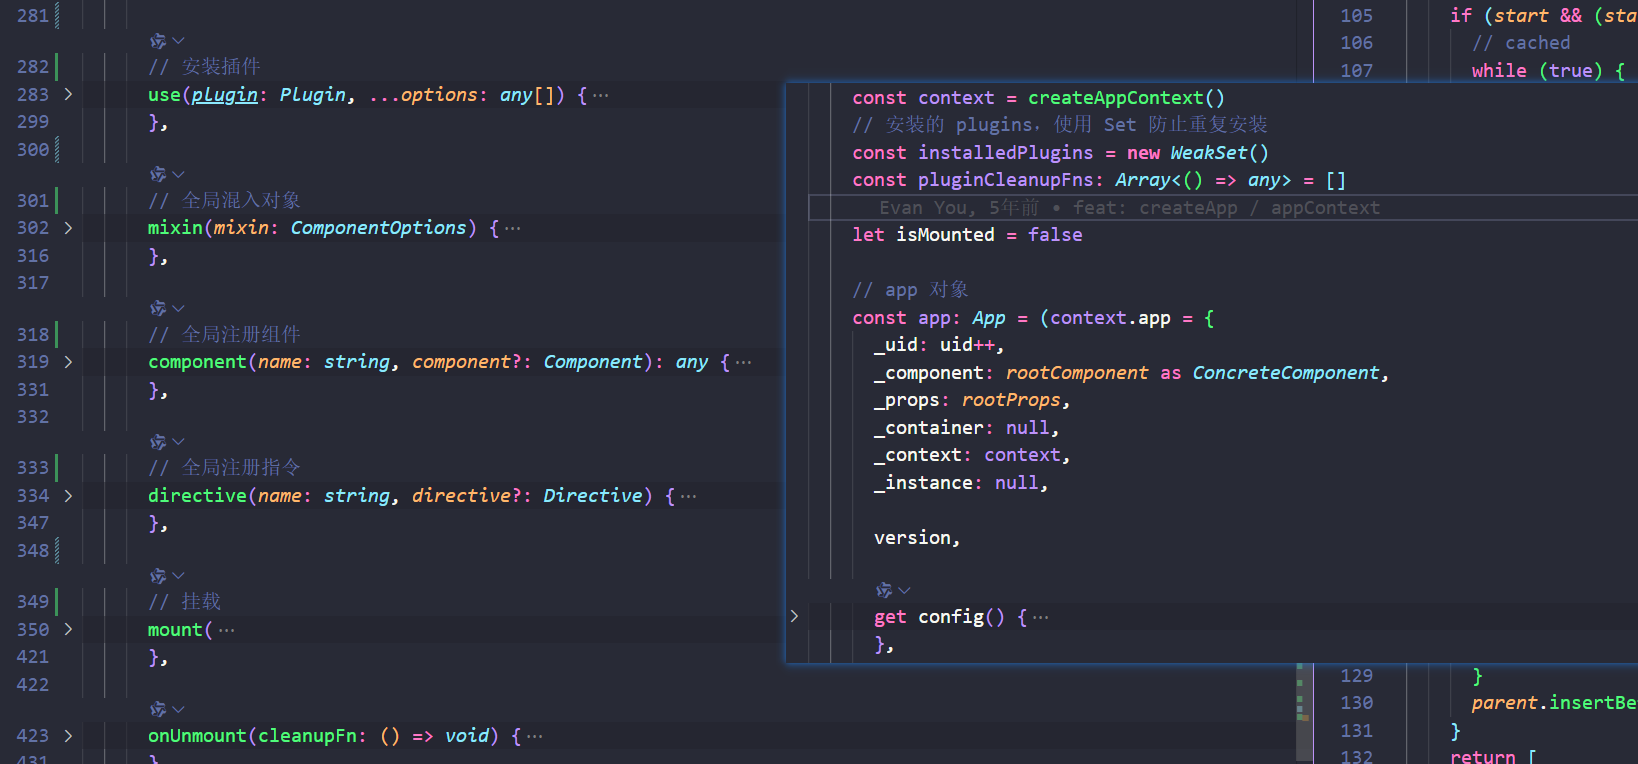 281
282 // 安装插件
283 use(plugin: Plugin, ...options: any[]) { ···
299 },
300
301 // 全局混入对象
302 mixin(mixin: ComponentOptions) { ···
316 },
317
318 // 全局注册组件
319 component(name: string, component?: Component): any { ···
331 },
332
333 // 全局注册指令
334 directive(name: string, directive?: Directive) { ···
347 },
348
349 // 挂载
350 mount( ···
421 },
422
423 onUnmount(cleanupFn: () => void) { ···
431 }
const context = createAppContext()
// 安装的 plugins，使用 Set 防止重复安装
const installedPlugins = new WeakSet()
const pluginCleanupFns: Array<() => any> = []
Evan You, 5年前 • feat: createApp / appContext
let isMounted = false
// app 对象
const app: App = (context.app = {
_uid: uid++,
_component: rootComponent as ConcreteComponent,
_props: rootProps,
_container: null,
_context: context,
_instance: null,
version,
get config() { ···
},
105 if (start && (sta
106 // cached
107 while (true) {
129 }
130 parent.insertBe
131 }
132 return [